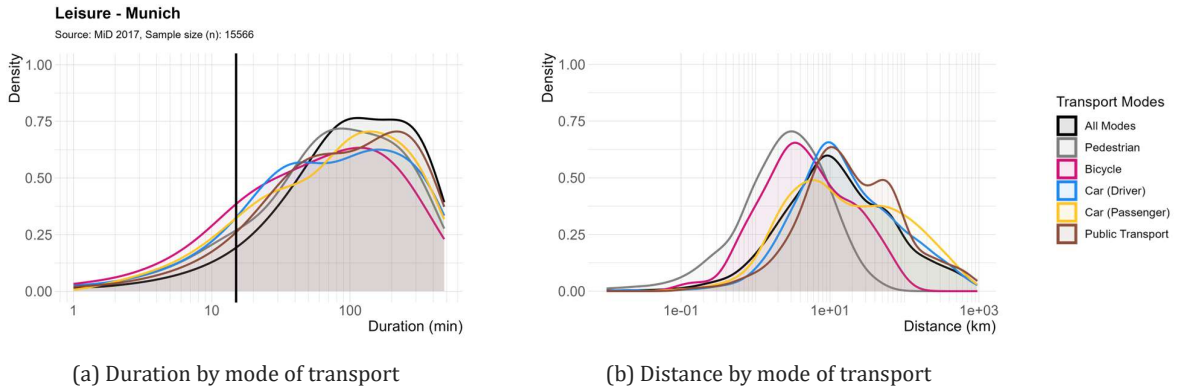 Leisure - Munich
Source: MiD 2017, Sample size (n): 15566
Density
1.00
0.75
0.50
0.25
0.00
1
10
100
Duration (min)
(a) Duration by mode of transport
Density
1.00
0.75
0.50
0.25
0.00
1e-01
1e+01
1e+03
Distance (km)
(b) Distance by mode of transport
Transport Modes
All Modes
Pedestrian
Bicycle
Car (Driver)
Car (Passenger)
Public Transport